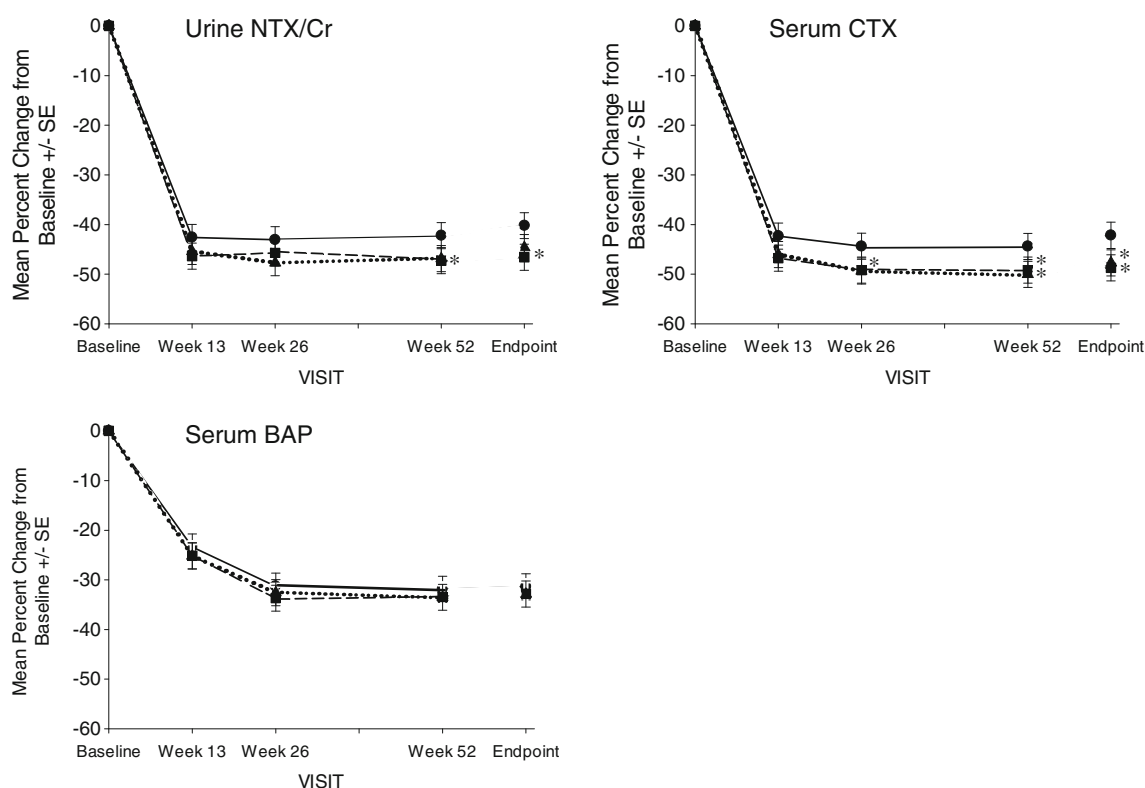 Urine NTX/Cr
Mean Percent Change from
Baseline +/- SE
0
-10
-20
-30
-40
-50
-60
*
*
Baseline Week 13 Week 26 Week 52 Endpoint
VISIT
Serum CTX
Mean Percent Change from
Baseline +/- SE
0
-10
-20
-30
-40
-50
-60
*
*
*
*
*
Baseline Week 13 Week 26 Week 52 Endpoint
VISIT
Serum BAP
Mean Percent Change from
Baseline +/- SE
0
-10
-20
-30
-40
-50
-60
Baseline Week 13 Week 26 Week 52 Endpoint
VISIT